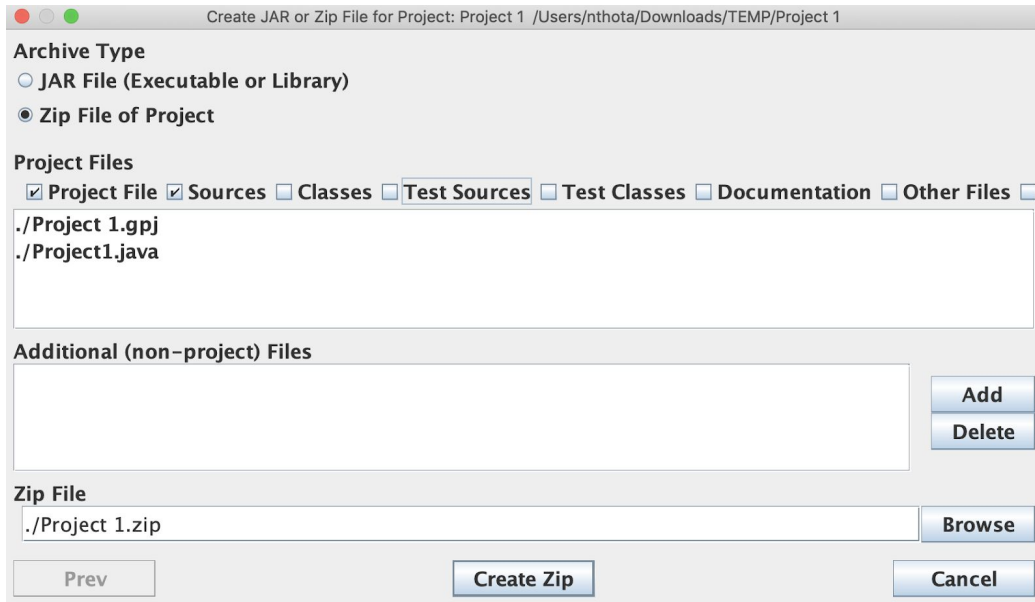 Create JAR or Zip File for Project: Project 1 /Users/nthota/Downloads/TEMP/Project 1
Archive Type
JAR File (Executable or Library)
Zip File of Project
Project Files
Project File Sources Classes Test Sources Test Classes Documentation Other Files
./Project 1.gpj
./Project1.java
Additional (non-project) Files
Add
Delete
Zip File
./Project 1.zip
Browse
Prev Create Zip Cancel